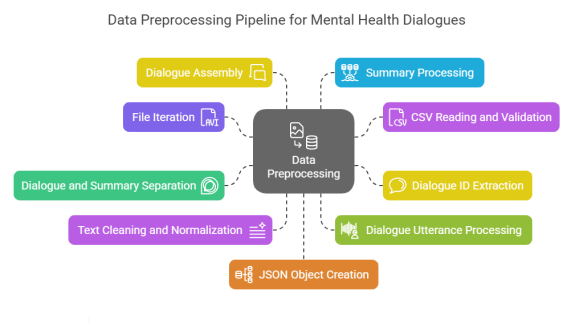 Data Preprocessing Pipeline for Mental Health Dialogues
Dialogue Assembly
Summary Processing
File Iteration
AVI
CSV
CSV Reading and Validation
Data
Preprocessing
Dialogue and Summary Separation
Dialogue ID Extraction
Text Cleaning and Normalization
Dialogue Utterance Processing
JSON Object Creation